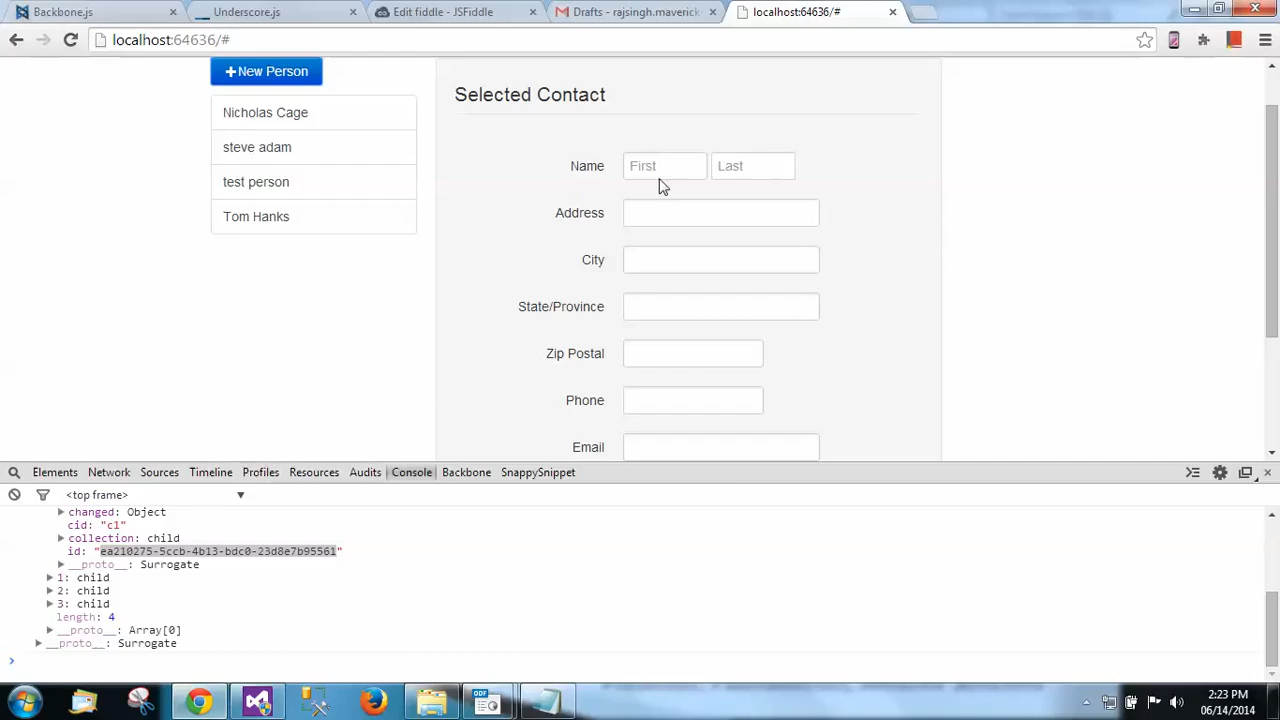 Backbone.js
Underscore.js
Edit fiddle - JSFiddle
Drafts - rajsingh.maverick
localhost:64636/#
localhost:64636/#
New Person
Nicholas Cage
steve adam
test person
Tom Hanks
Selected Contact
Name First Last
Address
City
State/Province
Zip Postal
Phone
Email
Elements Network Sources Timeline Profiles Resources Audits Console Backbone SnappySnippet
<top frame>
changed: Object
cid: "c1"
collection: child
id: "ea210275-5ccb-4b13-bdc0-23d8e7b95561"
__proto__: Surrogate
1: child
2: child
3: child
length: 4
__proto__: Array[0]
__proto__: Surrogate
ODF
2:23 PM
06/14/2014